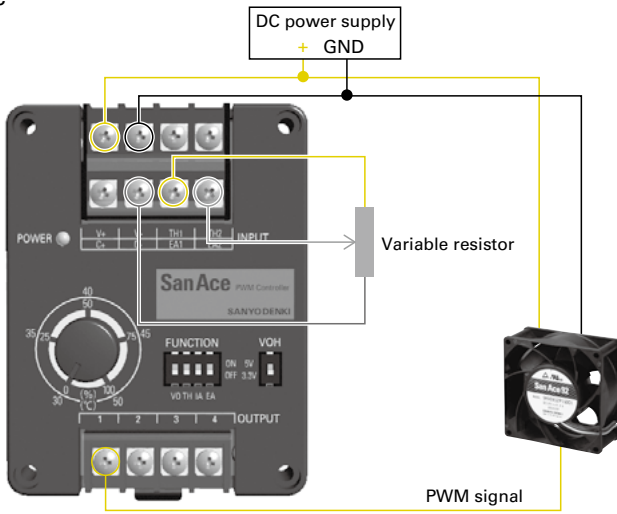 DC power supply
+ GND
V+ V- TH1 TH2
POWER INPUT
C+ EA1 EA2
Variable resistor
San Ace PWM Controller
SANYO DENKI
40
50
35 25 75 45
FUNCTION VOH
ON 5V
OFF 3.3V
VO TH IA EA
0 (%) 100
30 (℃) 50
1 2 3 4 OUTPUT
San Ace 92
PWM signal